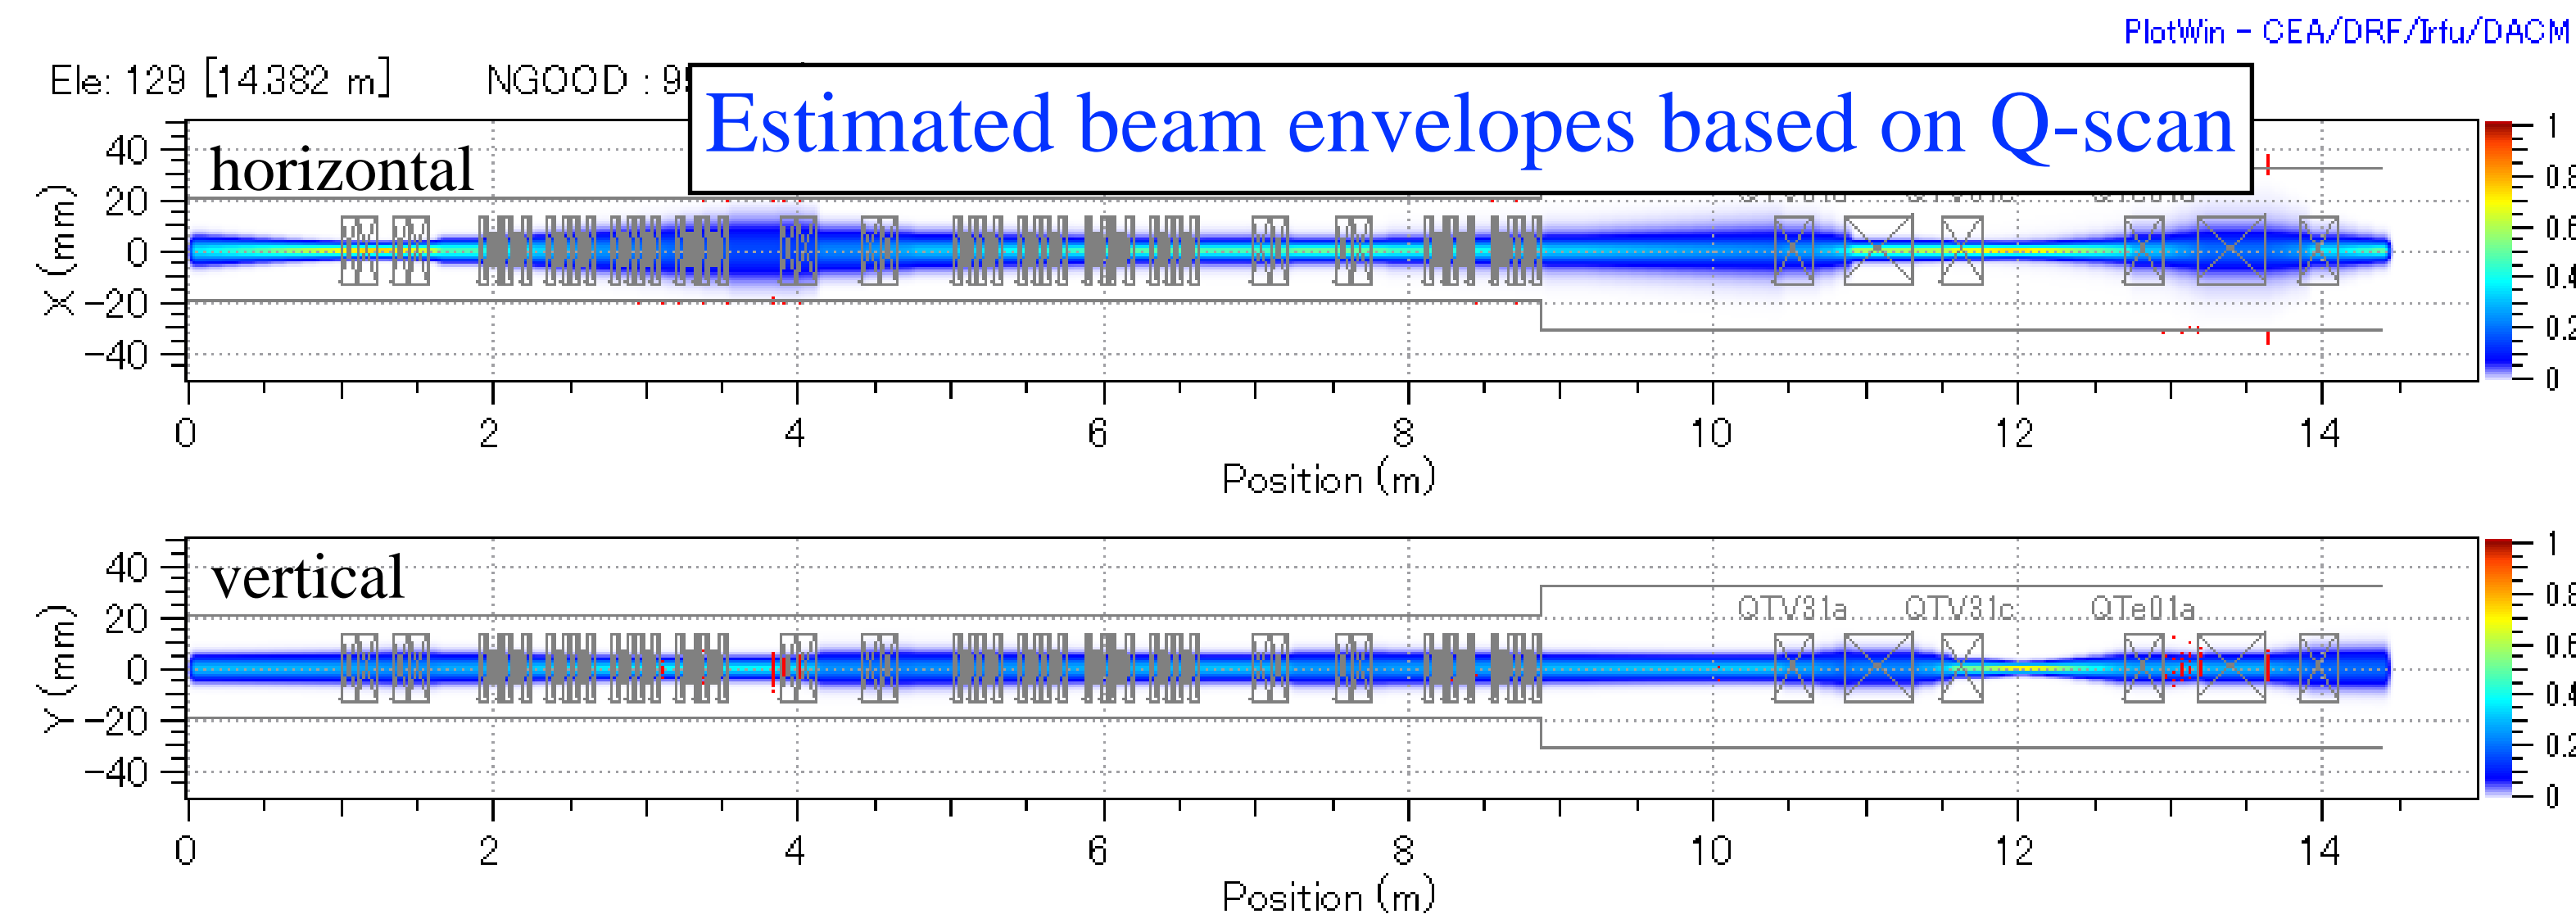 PlotWin - CEA/DRF/Irfu/DACM
Ele: 129 [14.382 m] NGOOD : 9
Estimated beam envelopes based on Q-scan
horizontal
X (mm)
40
20
0
-20
-40
0 2 4 6 8 10 12 14
Position (m)
1
0.8
0.6
0.4
0.2
0
vertical
QTV31a QTV31c QTe01a
Y (mm)
40
20
0
-20
-40
0 2 4 6 8 10 12 14
Position (m)
1
0.8
0.6
0.4
0.2
0